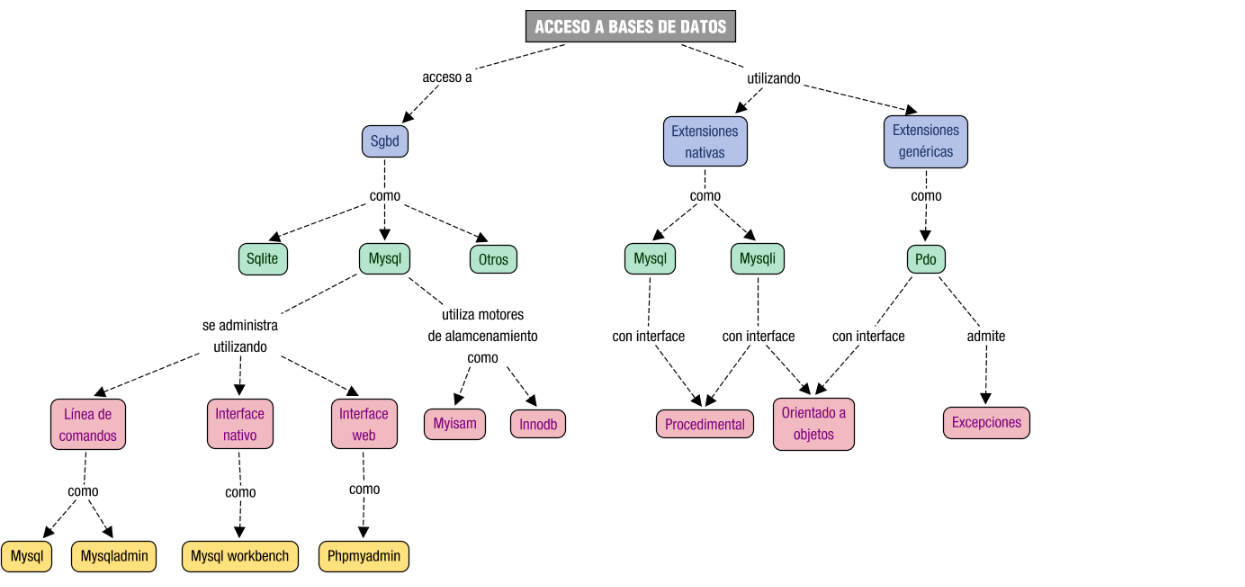 ACCESO A BASES DE DATOS
acceso a
utilizando
Sgbd
Extensiones
nativas
Extensiones
genéricas
como
como
como
Sqlite
Mysql
Otros
Mysql
Mysqli
Pdo
se administra
utilizando
utiliza motores
de alamcenamiento
como
con interface
con interface
con interface
admite
Línea de
comandos
Interface
nativo
Interface
web
Myisam
Innodb
Procedimental
Orientado a
objetos
Excepciones
como
como
como
Mysql
Mysqladmin
Mysql workbench
Phpmyadmin